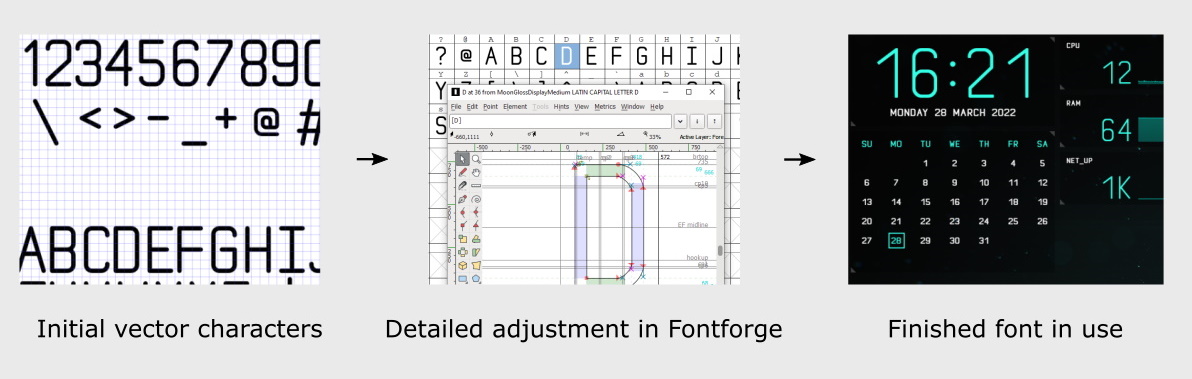 1234567890
\ <> - _ + @ #
ABCDEFGHIJ
? @ A B C D E F G H I J
? @ A B C D E F G H I J
Y Z [ \ ] ^ _ ` a b c d
D at 36 from MoonGlossDisplayMedium LATIN CAPITAL LETTER D
File Edit Point Element Tools Hints View Metrics Window Help
[D]
-660,1111 33% Active Layer: Fore
-500 0 250 500 750
572
EF midline
hookup
Initial vector characters
Detailed adjustment in Fontforge
16:21
MONDAY 28 MARCH 2022
SU MO TU WE TH FR SA
1 2 3 4 5
6 7 8 9 10 11 12
13 14 15 16 17 18 19
20 21 22 23 24 25 26
27 28 29 30 31
CPU
12
RAM
64
NET_UP
1K
Finished font in use